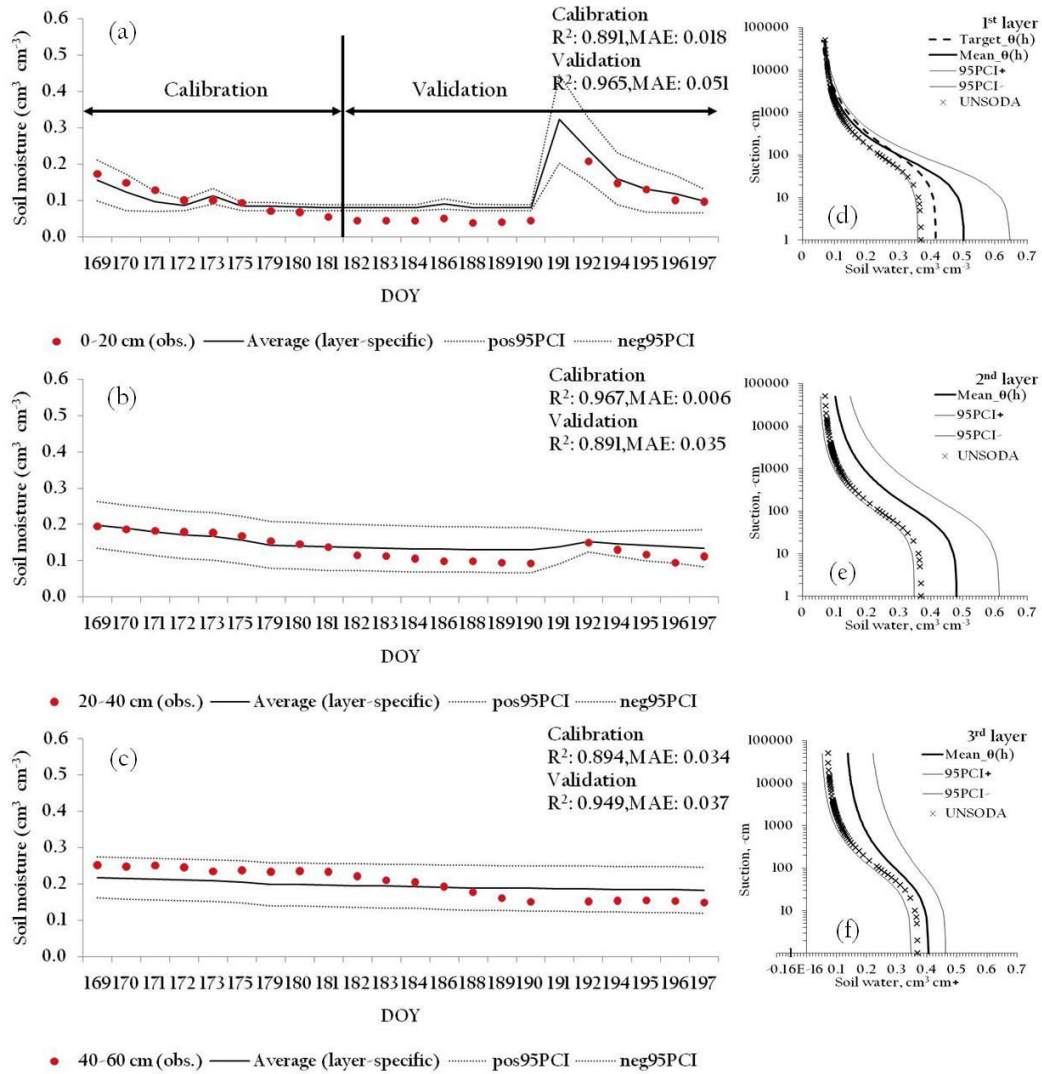 (a)
Calibration
R²: 0.891,MAE: 0.018
Validation
R²: 0.965,MAE: 0.051
Calibration
Validation
Soil moisture (cm³ cm⁻³)
0.6
0.5
0.4
0.3
0.2
0.1
0.0
169 170 171 172 173 175 179 180 181 182 183 184 186 188 189 190 191 192 194 195 196 197
DOY
0-20 cm (obs.) Average (layer-specific) pos95PCI neg95PCI
1st layer
Target_θ(h)
Mean_θ(h)
95PCI+
95PCI-
UNSODA
(d)
Suction, -cm
100000
10000
1000
100
10
1
0.1 0.2 0.3 0.4 0.5 0.6 0.7
Soil water, cm³ cm⁻³
(b)
Calibration
R²: 0.967,MAE: 0.006
Validation
R²: 0.891,MAE: 0.035
Soil moisture (cm³ cm⁻³)
0.6
0.5
0.4
0.3
0.2
0.1
0.0
169 170 171 172 173 175 179 180 181 182 183 184 186 188 189 190 191 192 194 195 196 197
DOY
20-40 cm (obs.) Average (layer-specific) pos95PCI neg95PCI
2nd layer
Mean_θ(h)
95PCI+
95PCI-
UNSODA
(e)
Suction, -cm
100000
10000
1000
100
10
1
0.1 0.2 0.3 0.4 0.5 0.6 0.7
Soil water, cm³ cm⁻³
(c)
Calibration
R²: 0.894,MAE: 0.034
Validation
R²: 0.949,MAE: 0.037
Soil moisture (cm³ cm⁻³)
0.6
0.5
0.4
0.3
0.2
0.1
0.0
169 170 171 172 173 175 179 180 181 182 183 184 186 188 189 190 191 192 194 195 196 197
DOY
40-60 cm (obs.) Average (layer-specific) pos95PCI neg95PCI
3rd layer
Mean_θ(h)
95PCI+
95PCI-
UNSODA
(f)
Suction, -cm
100000
10000
1000
100
10
1
-0.16E-16 0.1 0.2 0.3 0.4 0.5 0.6 0.7
Soil water, cm³ cm+